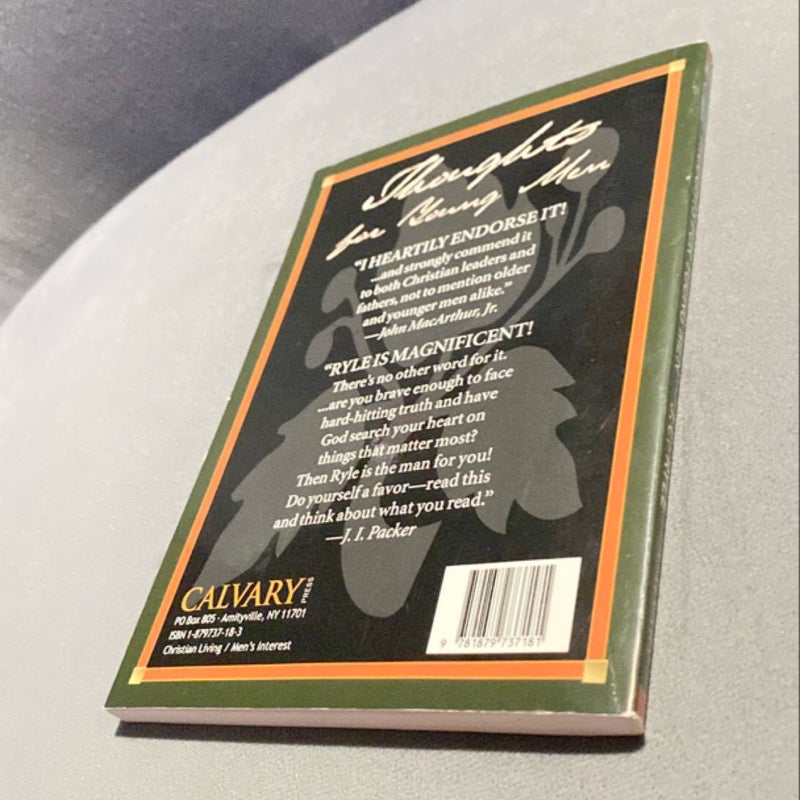 Thoughts
for Young Men
"I HEARTILY ENDORSE IT!
...and strongly commend it
to both Christian leaders and
fathers, not to mention older
and younger men alike."
—John MacArthur, Jr.
"RYLE IS MAGNIFICENT!
There's no other word for it.
...are you brave enough to face
hard-hitting truth and have
God search your heart on
things that matter most?
Then Ryle is the man for you!
Do yourself a favor—read this
and think about what you read."
—J. I. Packer
CALVARY PRESS
PO Box 805 · Amityville, NY 11701
ISBN 1-879737-18-3
Christian Living / Men's Interest
9 781879 737181